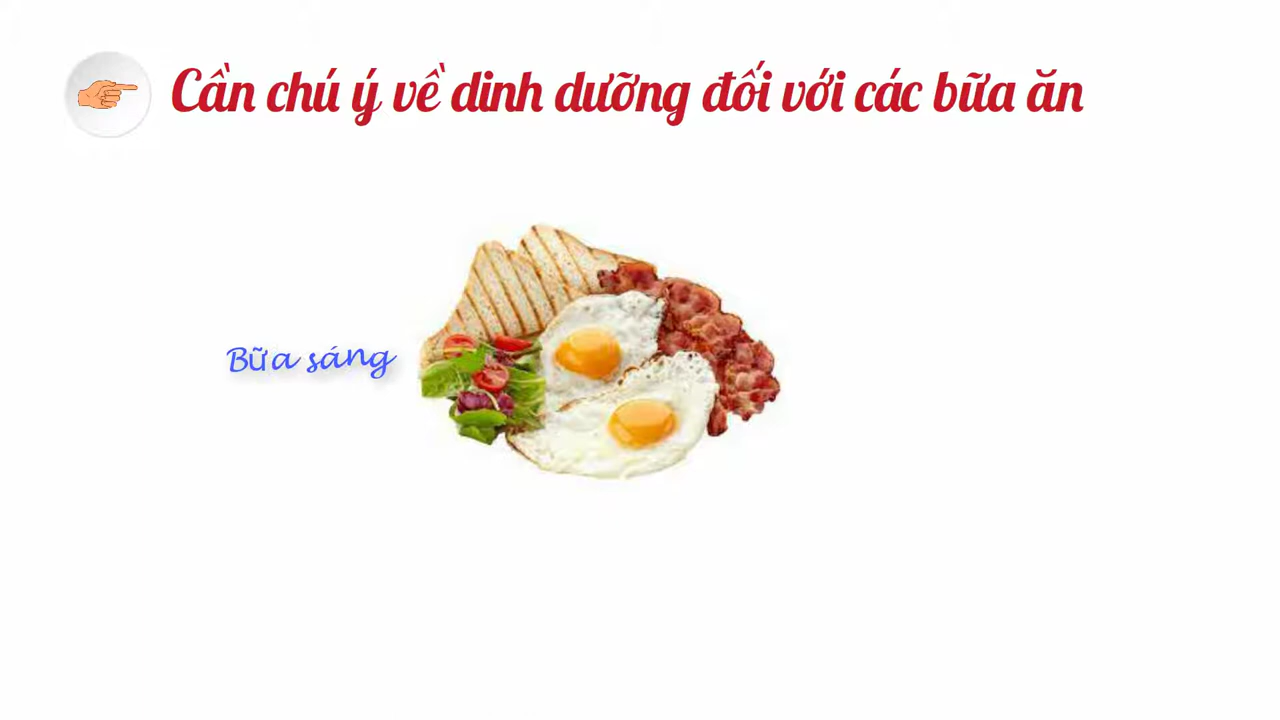 Cần chú ý về dinh dưỡng đối với các bữa ăn
Bữa sáng